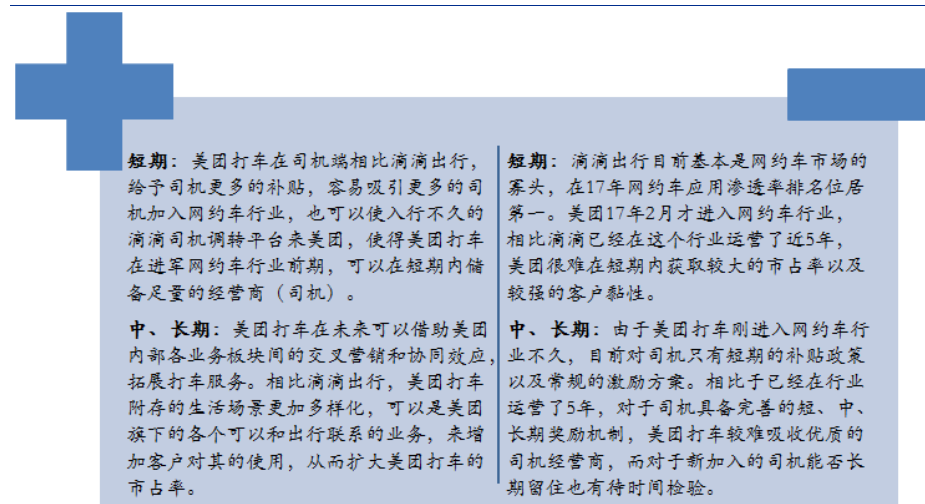 短期：美团打车在司机端相比滴滴出行，
给予司机更多的补贴，容易吸引更多的司
机加入网约车行业，也可以使入行不久的
滴滴司机调转平台来美团，使得美团打车
在进军网约车行业前期，可以在短期内储
备足量的经营商（司机）。
中、长期：美团打车在未来可以借助美团
内部各业务板块间的交叉营销和协同效应，
拓展打车服务。相比滴滴出行，美团打车
附存的生活场景更加多样化，可以是美团
旗下的各个可以和出行联系的业务，来增
加客户对其的使用，从而扩大美团打车的
市占率。
短期：滴滴出行目前基本是网约车市场的
寡头，在17年网约车应用渗透率排名位居
第一。美团17年2月才进入网约车行业，
相比滴滴已经在这个行业运营了近5年，
美团很难在短期内获取较大的市占率以及
较强的客户黏性。
中、长期：由于美团打车刚进入网约车行
业不久，目前对司机只有短期的补贴政策
以及常规的激励方案。相比于已经在行业
运营了5年，对于司机具备完善的短、中、
长期奖励机制，美团打车较难吸收优质的
司机经营商，而对于新加入的司机能否长
期留住也有待时间检验。